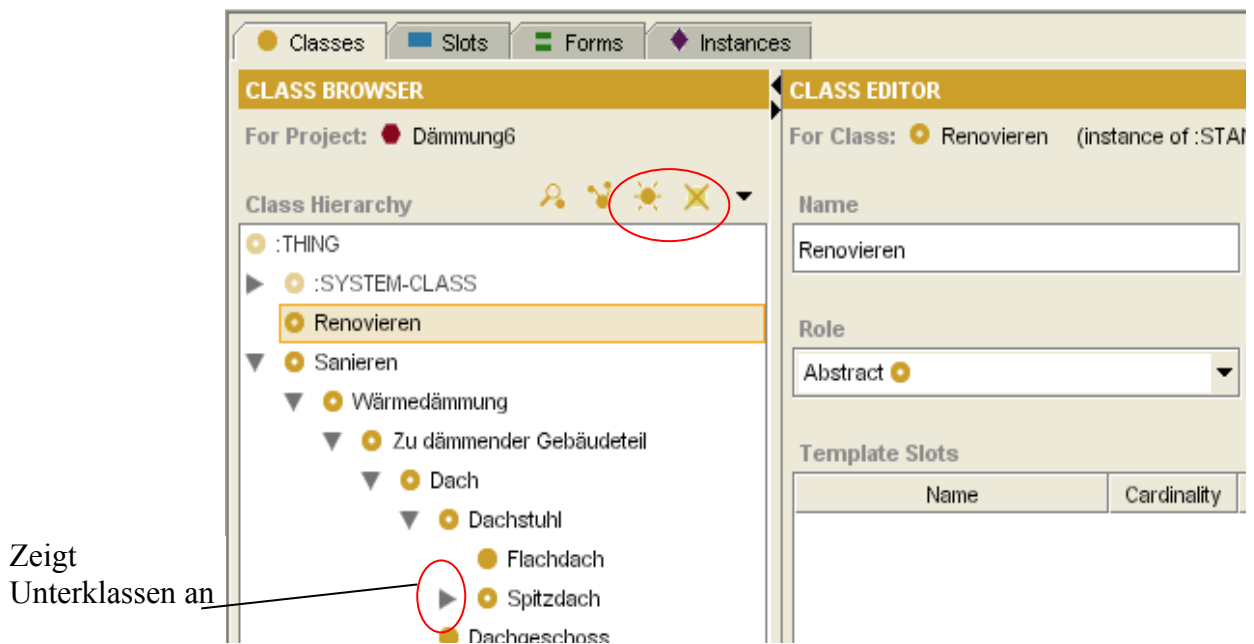 Classes Slots Forms Instances
CLASS BROWSER
For Project: Dämmung6
Class Hierarchy
:THING
:SYSTEM-CLASS
Renovieren
Sanieren
Wärmedämmung
Zu dämmender Gebäudeteil
Dach
Dachstuhl
Flachdach
Spitzdach
Dachgeschoss
CLASS EDITOR
For Class: Renovieren (instance of :STAN
Name
Renovieren
Role
Abstract
Template Slots
Name Cardinality
Zeigt
Unterklassen an